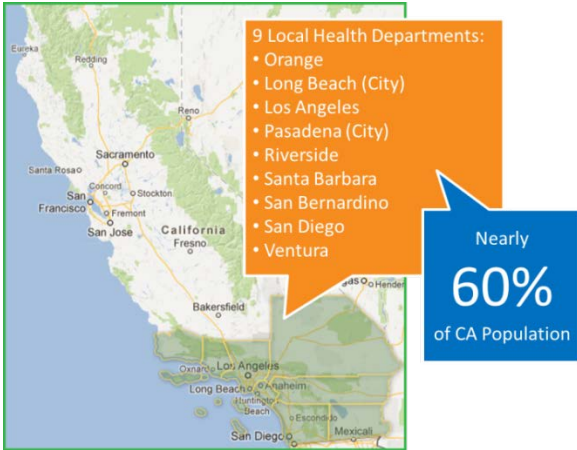 9 Local Health Departments:
• Orange
• Long Beach (City)
• Los Angeles
• Pasadena (City)
• Riverside
• Santa Barbara
• San Bernardino
• San Diego
• Ventura
Nearly
60%
of CA Population
Eureka
Redding
Reno
Sacramento
Santa Rosa
Concord
Stockton
San
Francisco
Fremont
San Jose
California
Fresno
gas
Hender
Bakersfield
Oxnard
Los Angeles
Long Beach
Anaheim
Huntington
Beach
Escondido
San Diego
Mexicali